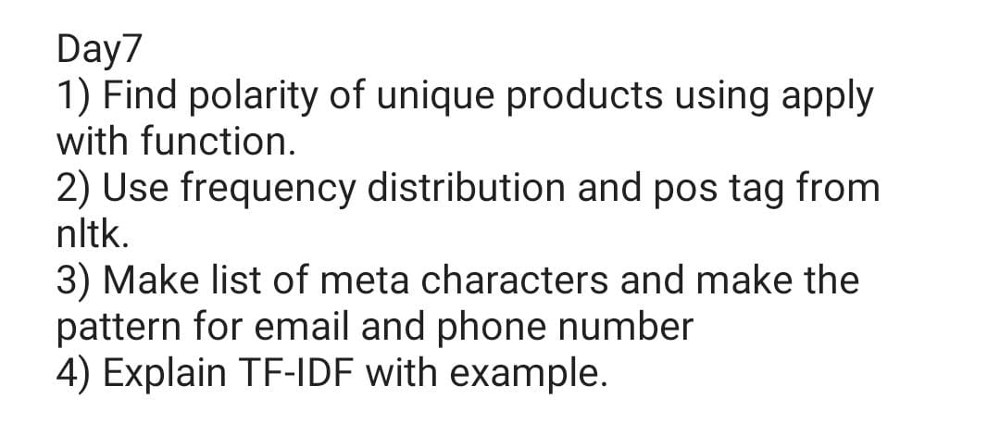 Day7
1) Find polarity of unique products using apply
with function.
2) Use frequency distribution and pos tag from
nltk.
3) Make list of meta characters and make the
pattern for email and phone number
4) Explain TF-IDF with example.